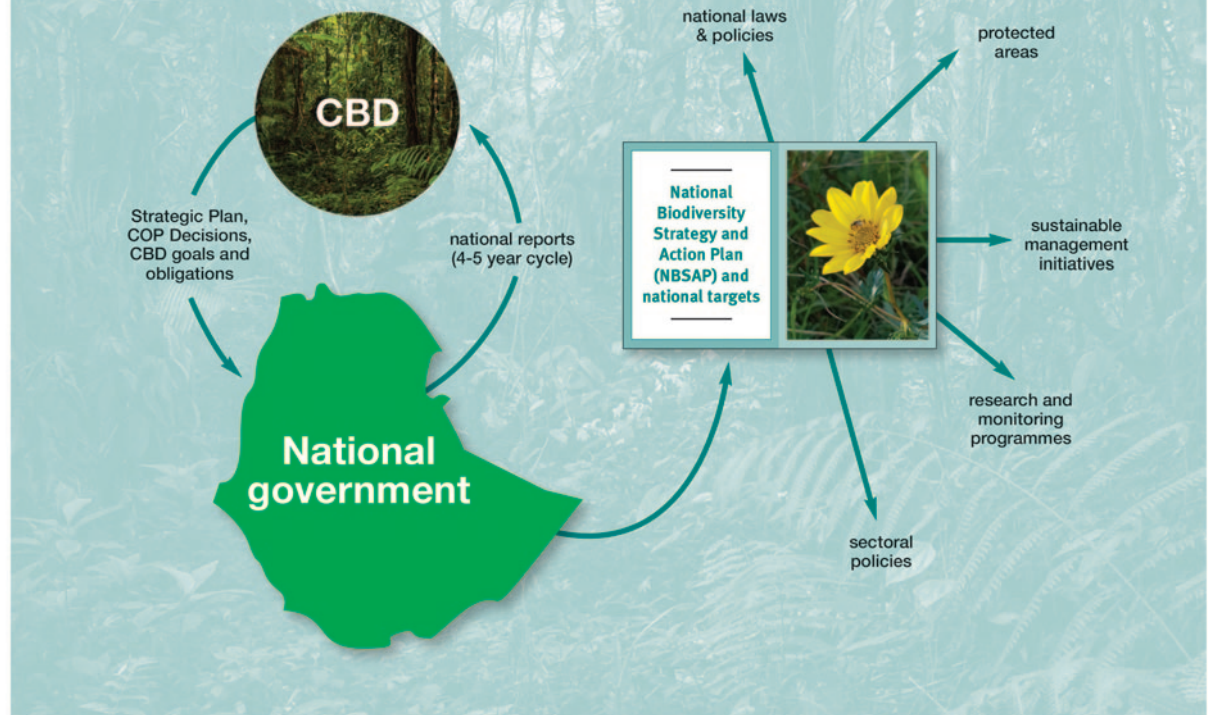 CBD
Strategic Plan,
COP Decisions,
CBD goals and
obligations
national reports
(4-5 year cycle)
National
government
national laws
& policies
protected
areas
National
Biodiversity
Strategy and
Action Plan
(NBSAP) and
national targets
sustainable
management
initiatives
research and
monitoring
programmes
sectoral
policies